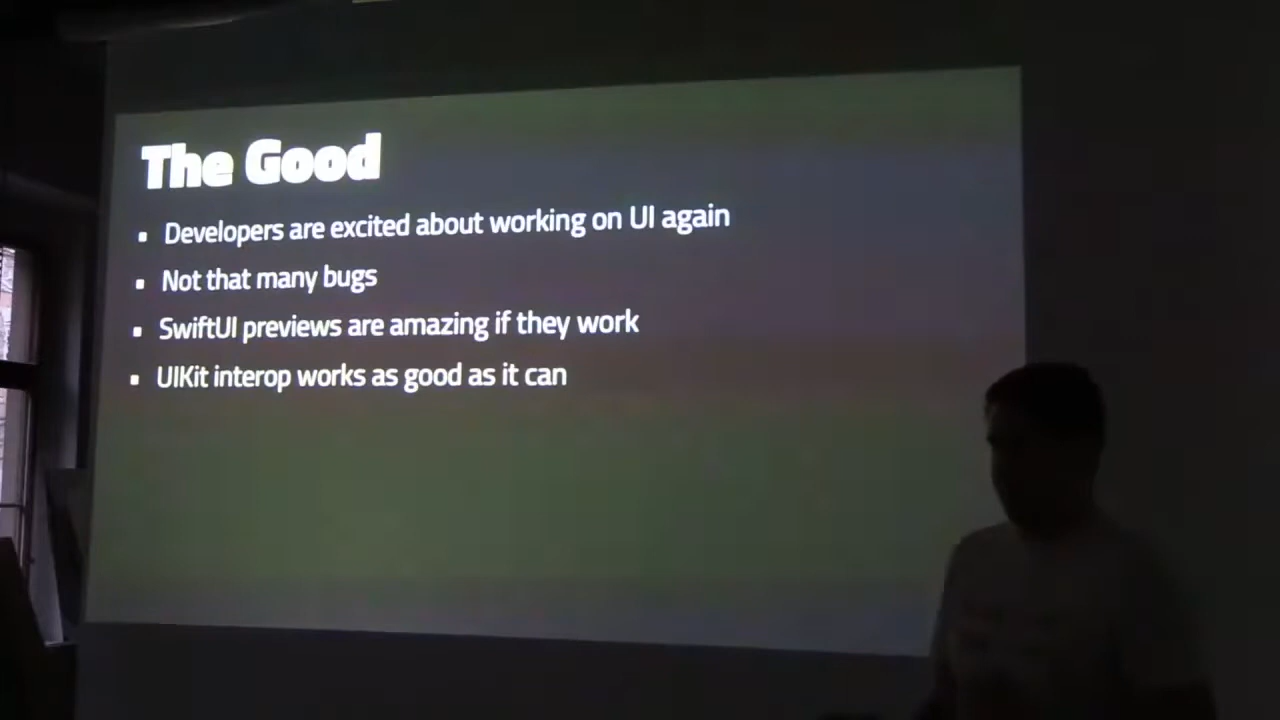 The Good
▪ Developers are excited about working on UI again
▪ Not that many bugs
▪ SwiftUI previews are amazing if they work
▪ UIKit interop works as good as it can